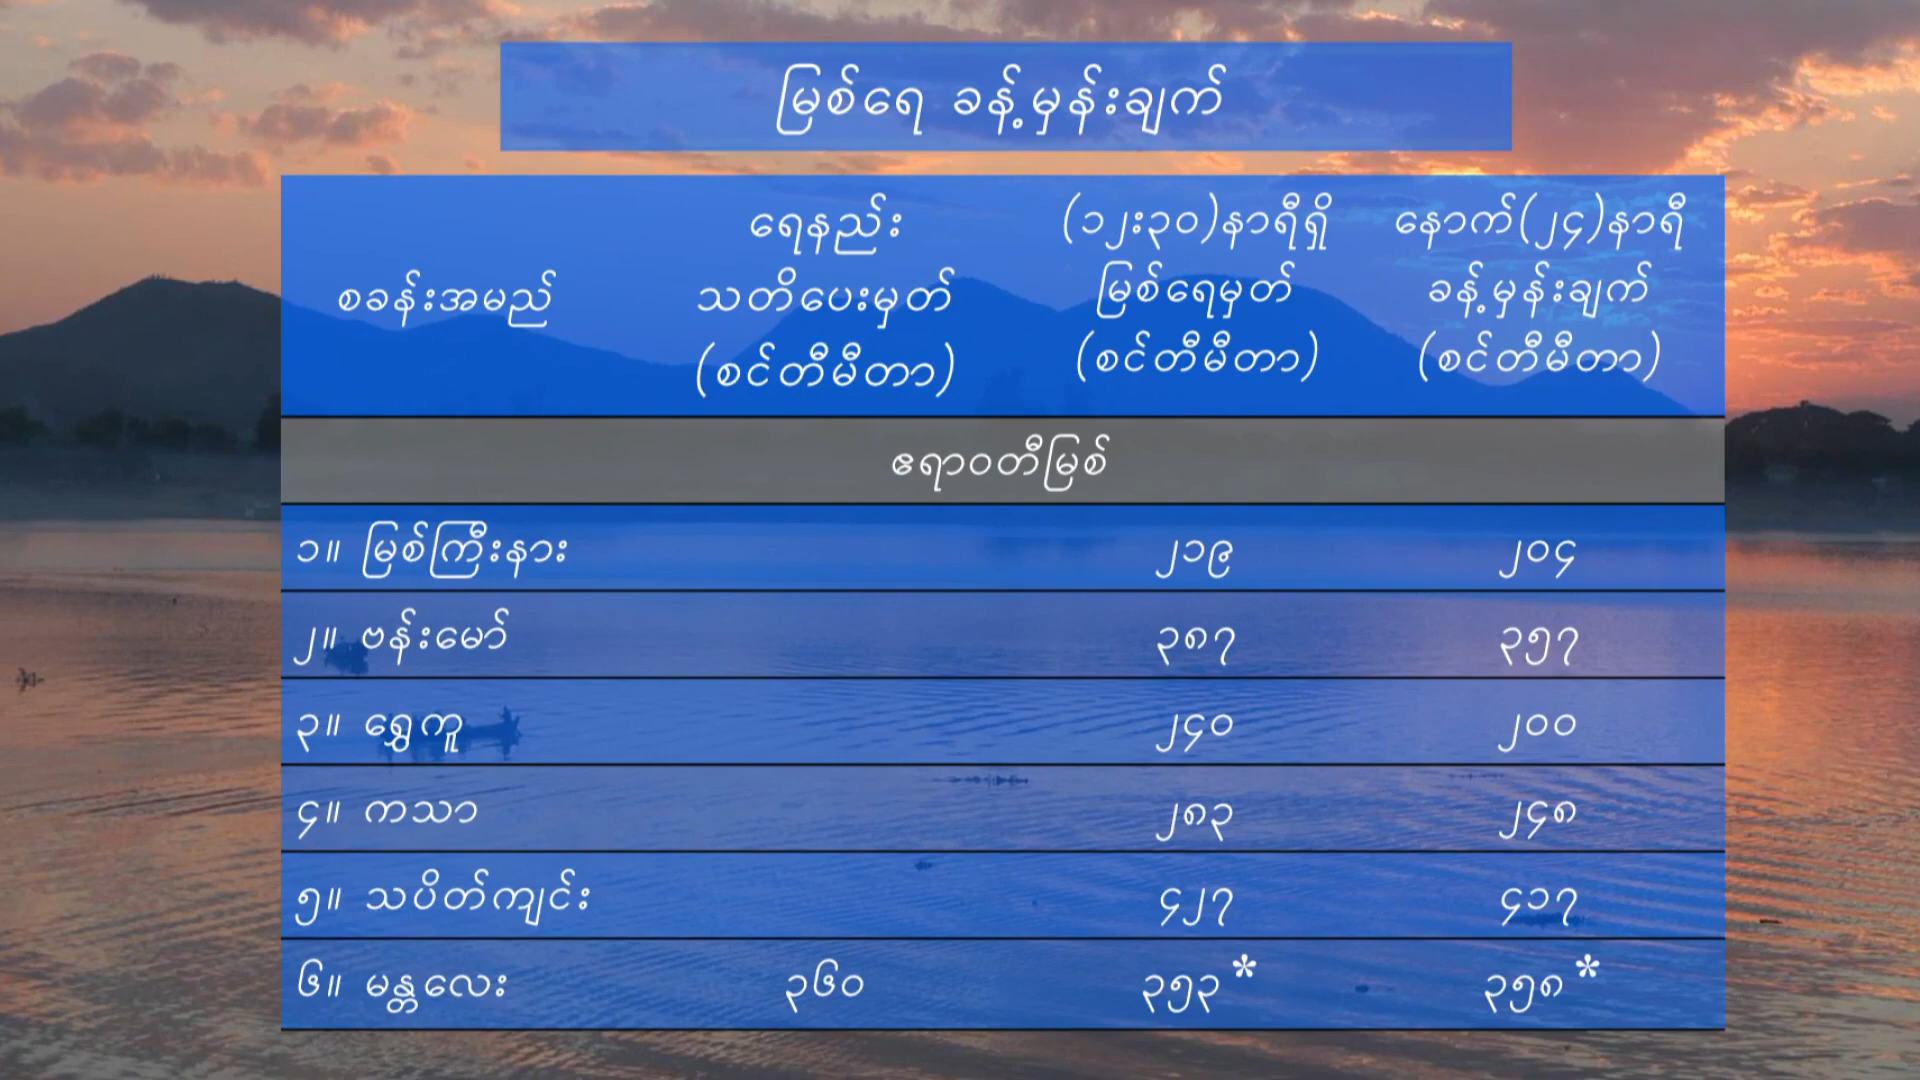 မြစ်ရေ ခန့်မှန်းချက်
စခန်းအမည်
ရေနည်း
သတိပေးမှတ်
(စင်တီမီတာ)
(၁၂း၃၀)နာရီရှိ
မြစ်ရေမှတ်
(စင်တီမီတာ)
နောက်(၂၄)နာရီ
ခန့်မှန်းချက်
(စင်တီမီတာ)
ဧရာဝတီမြစ်
၁။ မြစ်ကြီးနား ၂၁၉ ၂၀၄
၂။ ဗန်းမော် ၃၈၇ ၃၅၇
၃။ ရွှေကူ ၂၄၀ ၂၀၀
၄။ ကသာ ၂၈၃ ၂၄၈
၅။ သပိတ်ကျင်း ၄၂၇ ၄၁၇
၆။ မန္တလေး ၃၆၀ ၃၅၃* ၃၅၈*